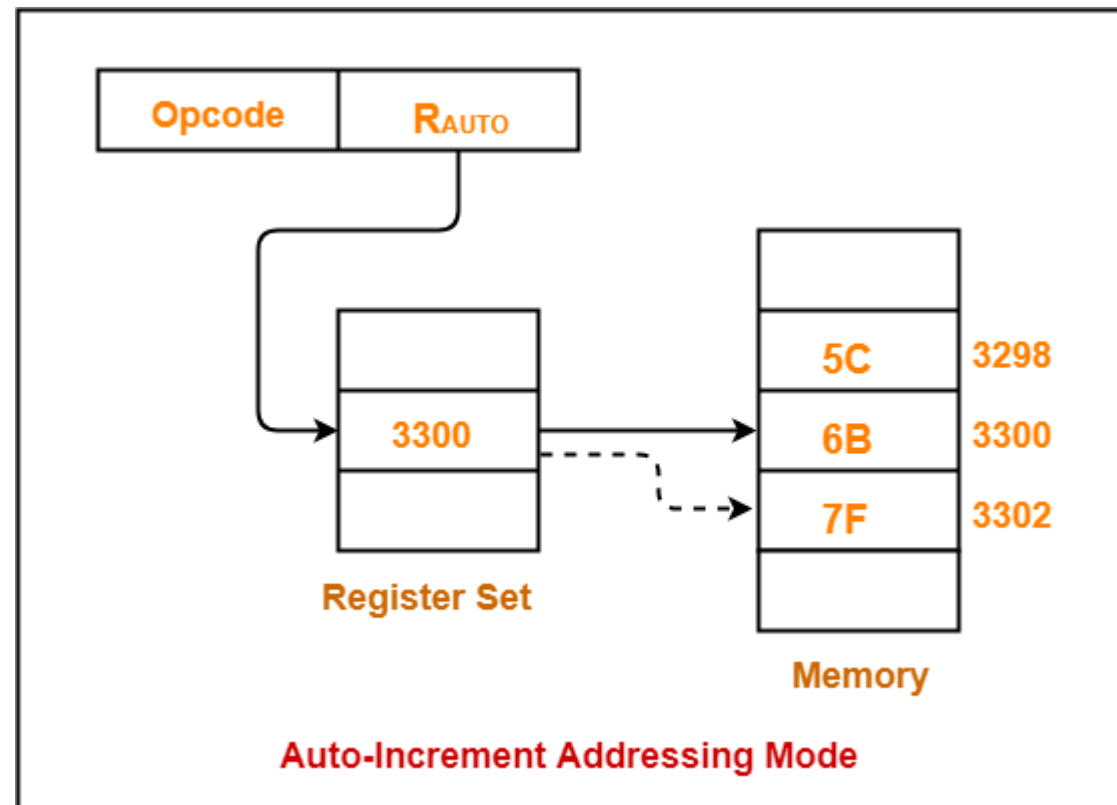 Opcode RAUTO
5C 3298
3300 6B 3300
7F 3302
Register Set
Memory
Auto-Increment Addressing Mode